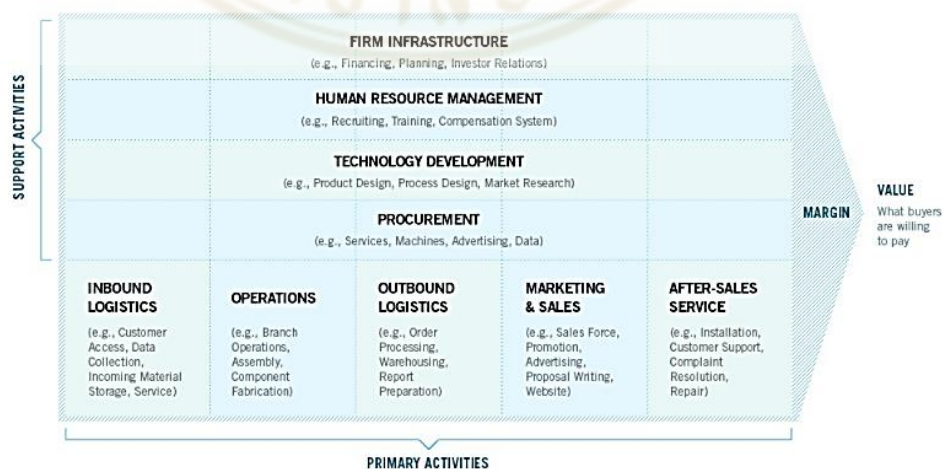 FIRM INFRASTRUCTURE
(e.g., Financing, Planning, Investor Relations)
HUMAN RESOURCE MANAGEMENT
(e.g., Recruiting, Training, Compensation System)
TECHNOLOGY DEVELOPMENT
(e.g., Product Design, Process Design, Market Research)
PROCUREMENT
(e.g., Services, Machines, Advertising, Data)
SUPPORT ACTIVITIES
INBOUND
LOGISTICS
(e.g., Customer
Access, Data
Collection,
Incoming Material
Storage, Service)
OPERATIONS
(e.g., Branch
Operations,
Assembly,
Component
Fabrication)
OUTBOUND
LOGISTICS
(e.g., Order
Processing,
Warehousing,
Report
Preparation)
MARKETING
& SALES
(e.g., Sales Force,
Promotion,
Advertising,
Proposal Writing,
Website)
AFTER-SALES
SERVICE
(e.g., Installation,
Customer Support,
Complaint
Resolution,
Repair)
MARGIN
VALUE
What buyers
are willing
to pay
PRIMARY ACTIVITIES